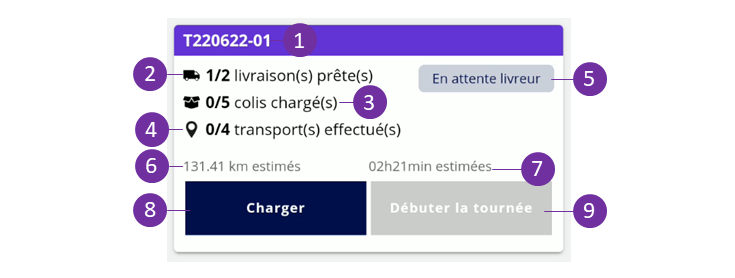 T220622-01 1
2 1/2 livraison(s) prête(s) En attente livreur 5
0/5 colis chargé(s) 3
4 0/4 transport(s) effectué(s)
6 131.41 km estimés 02h21min estimées 7
8 Charger Débuter la tournée 9